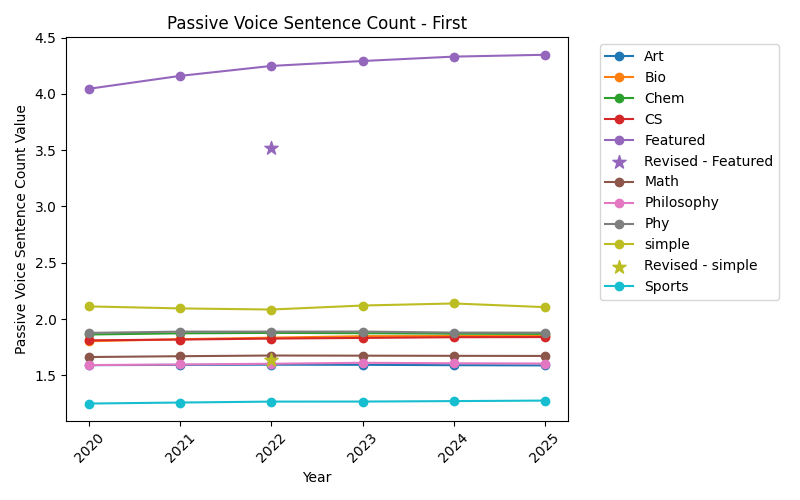 Passive Voice Sentence Count - First
Passive Voice Sentence Count Value
4.5
4.0
3.5
3.0
2.5
2.0
1.5
2020
2021
2022
2023
2024
2025
Year
Art
Bio
Chem
CS
Featured
Revised - Featured
Math
Philosophy
Phy
simple
Revised - simple
Sports